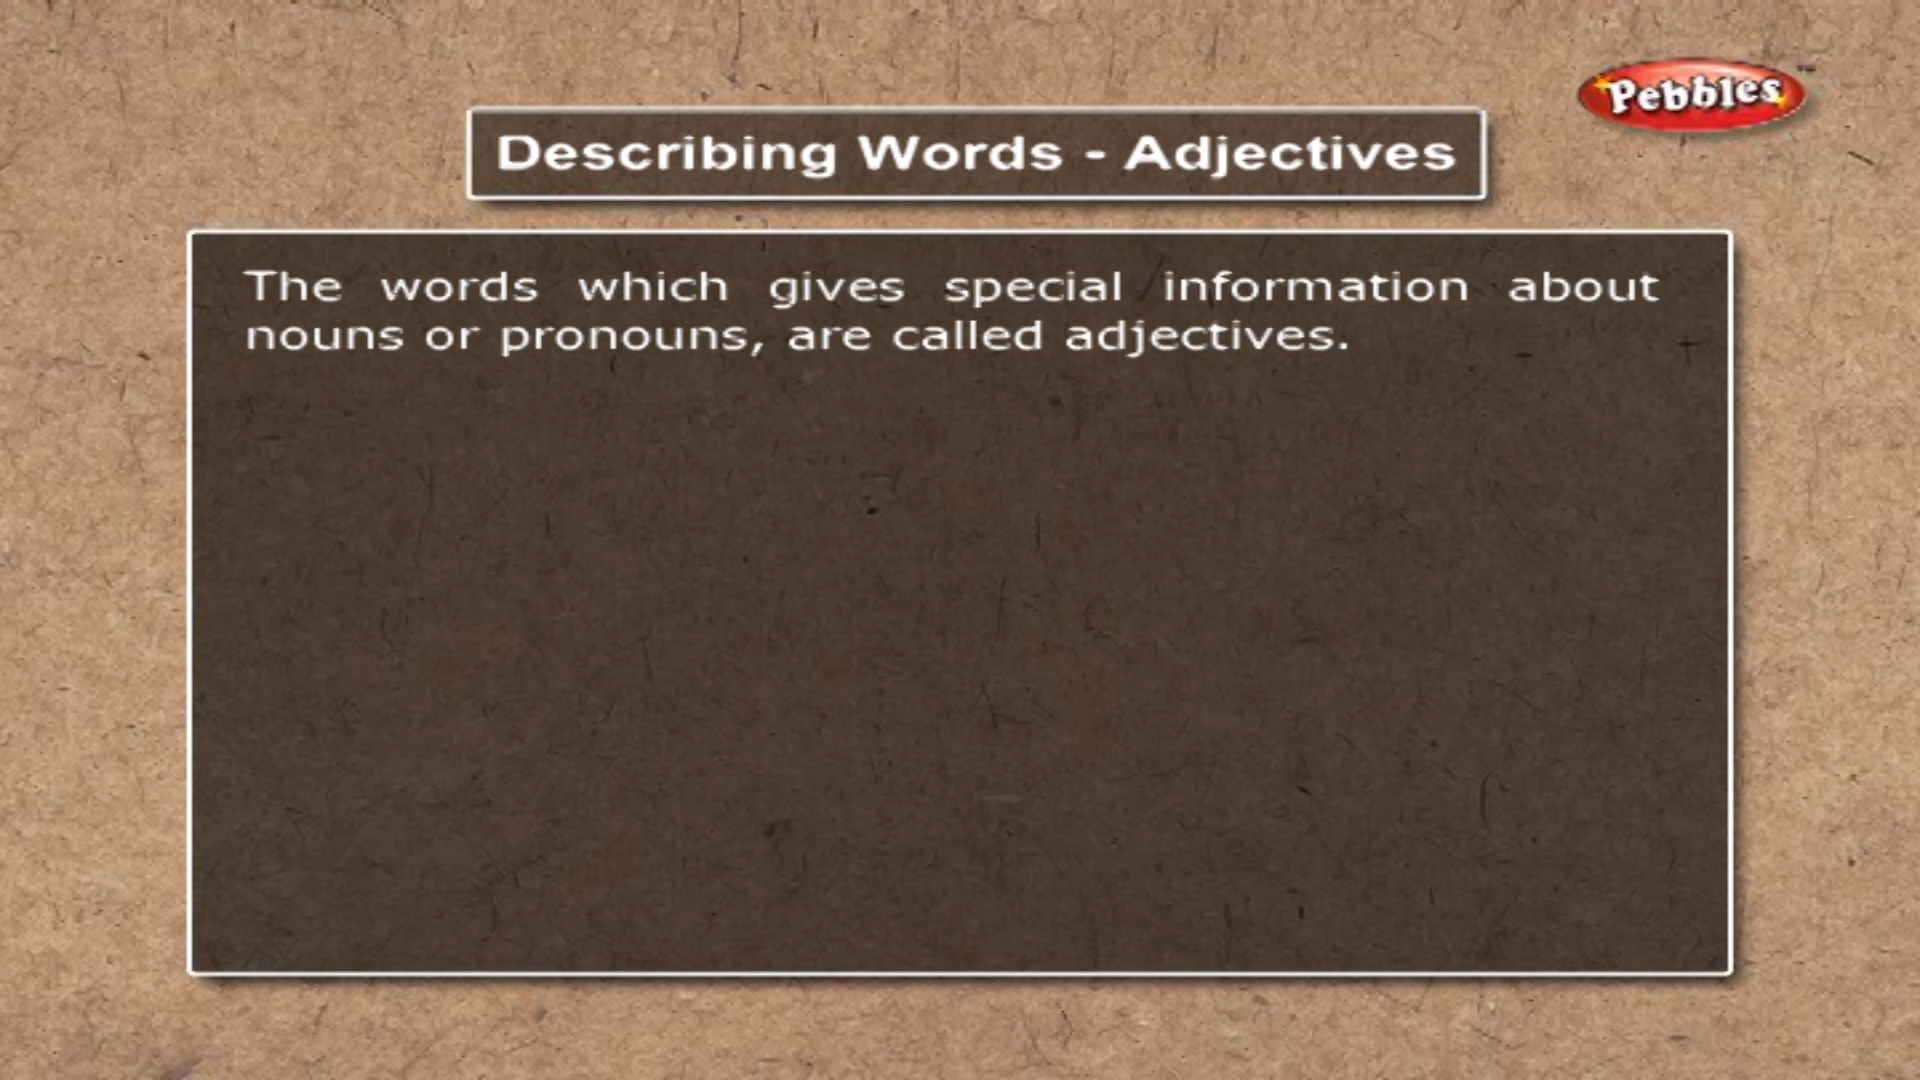 Pebbles
Describing Words - Adjectives
The words which gives special information about
nouns or pronouns, are called adjectives.